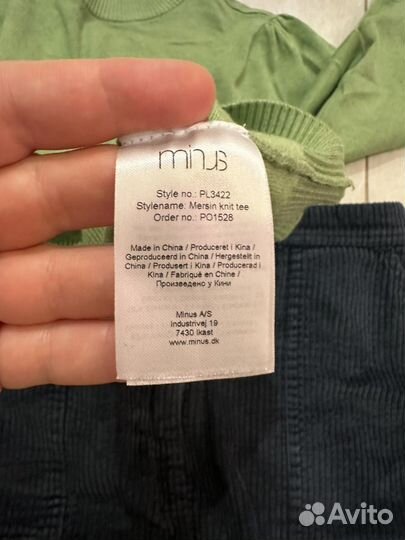 minus
Style no.: PL3422
Stylename: Mersin knit tee
Order no.: PO1528
Made in China / Produceret i Kina /
Geproduceerd in China / Hergestellt in
China / Produsert i Kina / Producerad i
Kina / Fabriqué en Chine /
Произведено у Кини
Minus A/S
Industrivej 19
7430 Ikast
www.minus.dk
Avito